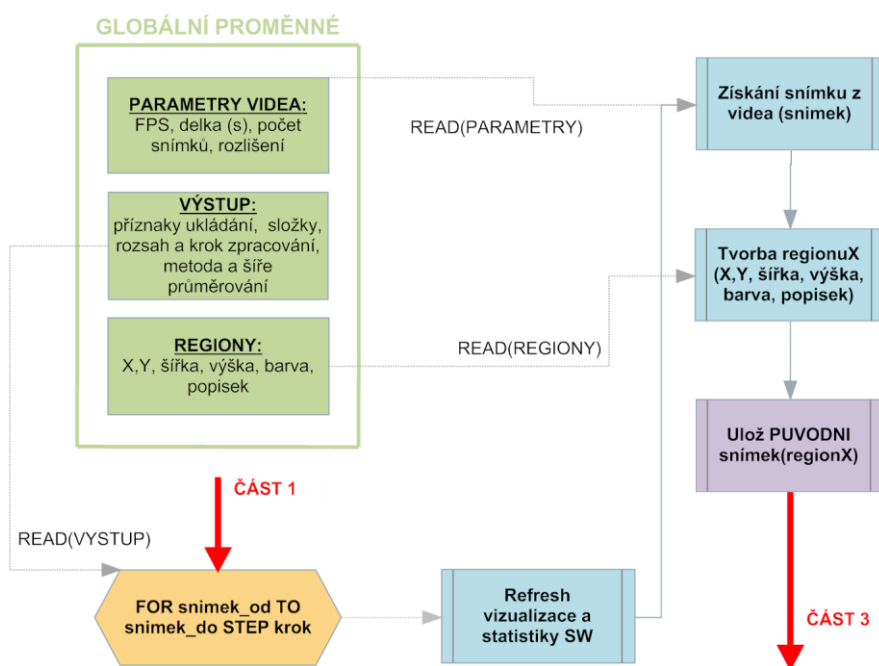 GLOBÁLNÍ PROMĚNNÉ
PARAMETRY VIDEA:
FPS, delka (s), počet
snímků, rozlišení
VÝSTUP:
příznaky ukládání, složky,
rozsah a krok zpracování,
metoda a šíře
průměrování
REGIONY:
X,Y, šířka, výška, barva,
popisek
READ(PARAMETRY)
READ(REGIONY)
Získání snímku z
videa (snimek)
Tvorba regionuX
(X,Y, šířka, výška,
barva, popisek)
Ulož PUVODNI
snímek(regionX)
ČÁST 1
READ(VYSTUP)
FOR snimek_od TO
snimek_do STEP krok
Refresh
vizualizace a
statistiky SW
ČÁST 3